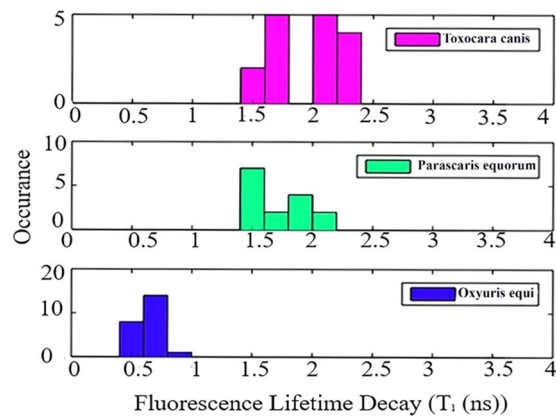 5
Toxocara canis
0
0 0.5 1 1.5 2 2.5 3 3.5 4
10
Parascaris equorum
5
0
0 0.5 1 1.5 2 2.5 3 3.5 4
20
Oxyuris equi
10
0
0 0.5 1 1.5 2 2.5 3 3.5 4
Occurance
Fluorescence Lifetime Decay (T₁ (ns))